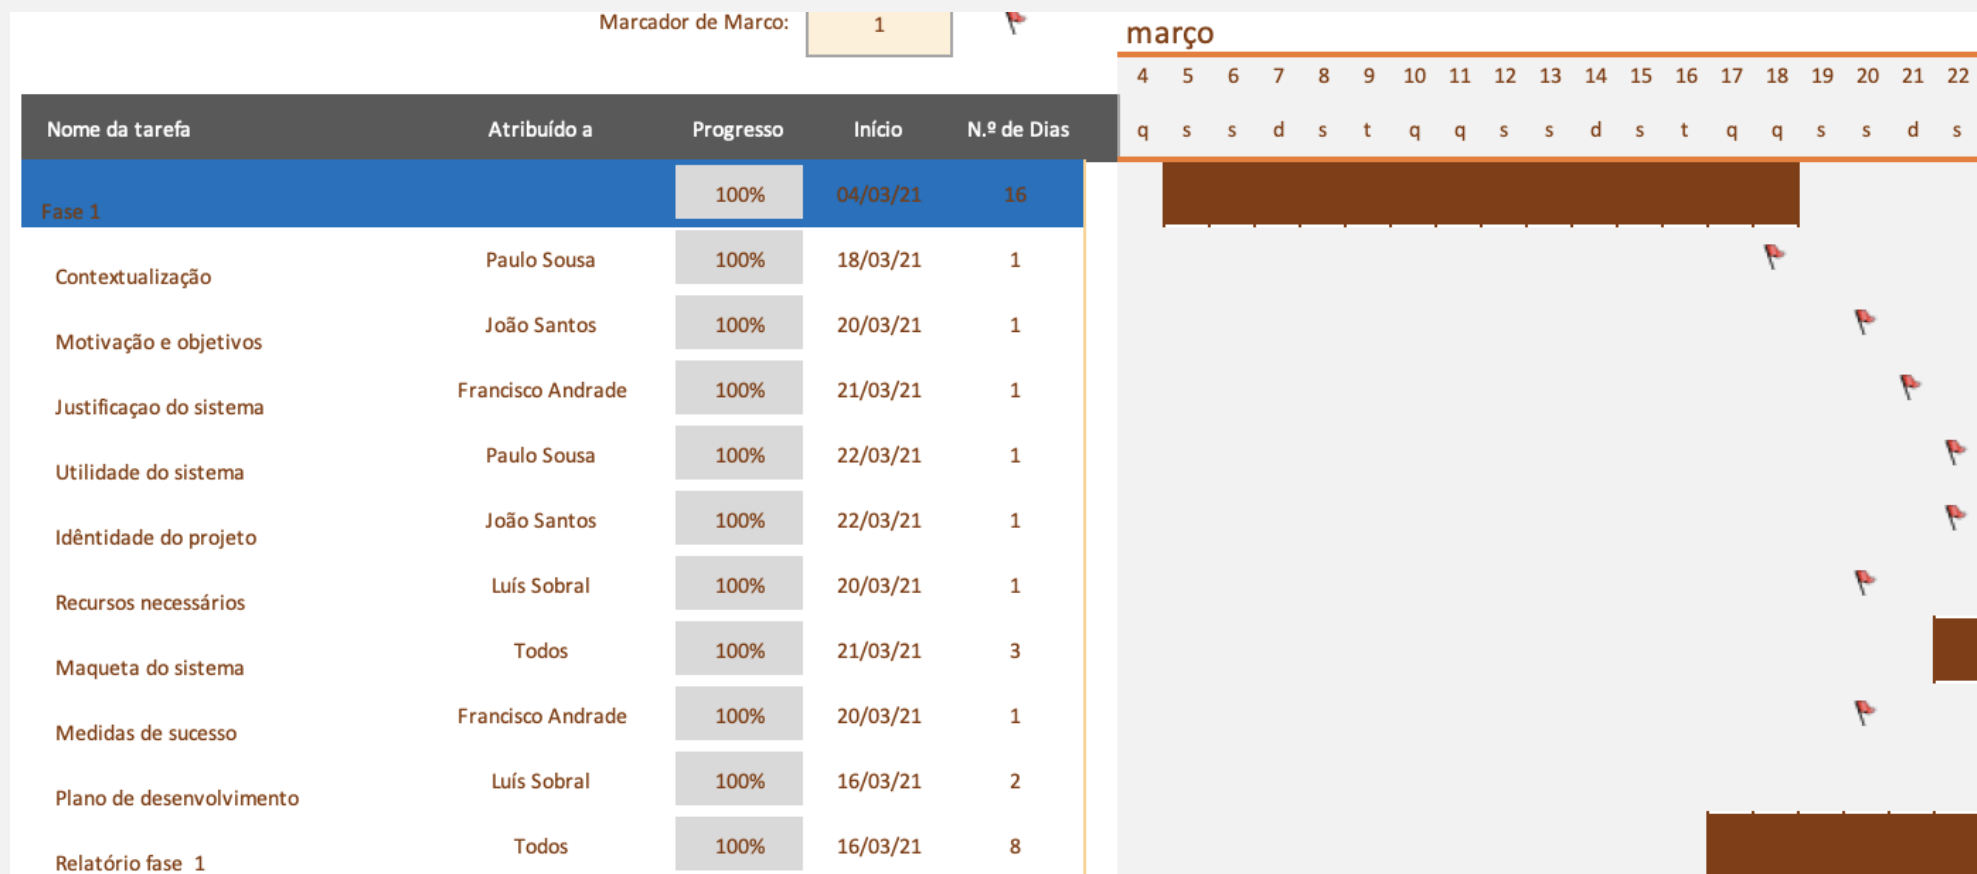 Marcador de Marco: 1
março
4 5 6 7 8 9 10 11 12 13 14 15 16 17 18 19 20 21 22
Nome da tarefa Atribuído a Progresso Início N.º de Dias q s s d s t q q s s d s t q q s s d s
Fase 1 100% 04/03/21 16
Contextualização Paulo Sousa 100% 18/03/21 1
Motivação e objetivos João Santos 100% 20/03/21 1
Justificaçao do sistema Francisco Andrade 100% 21/03/21 1
Utilidade do sistema Paulo Sousa 100% 22/03/21 1
Idêntidade do projeto João Santos 100% 22/03/21 1
Recursos necessários Luís Sobral 100% 20/03/21 1
Maqueta do sistema Todos 100% 21/03/21 3
Medidas de sucesso Francisco Andrade 100% 20/03/21 1
Plano de desenvolvimento Luís Sobral 100% 16/03/21 2
Relatório fase 1 Todos 100% 16/03/21 8